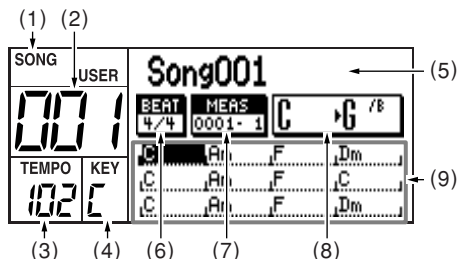 (1) (2)
SONG
USER
001
Song001
(5)
BEAT
4/4
MEAS
0001- 1
C ▸G /B
TEMPO
102
KEY
C
C Am F Dm
C Am F C
C Am F Dm
(9)
(3) (4) (6) (7) (8)